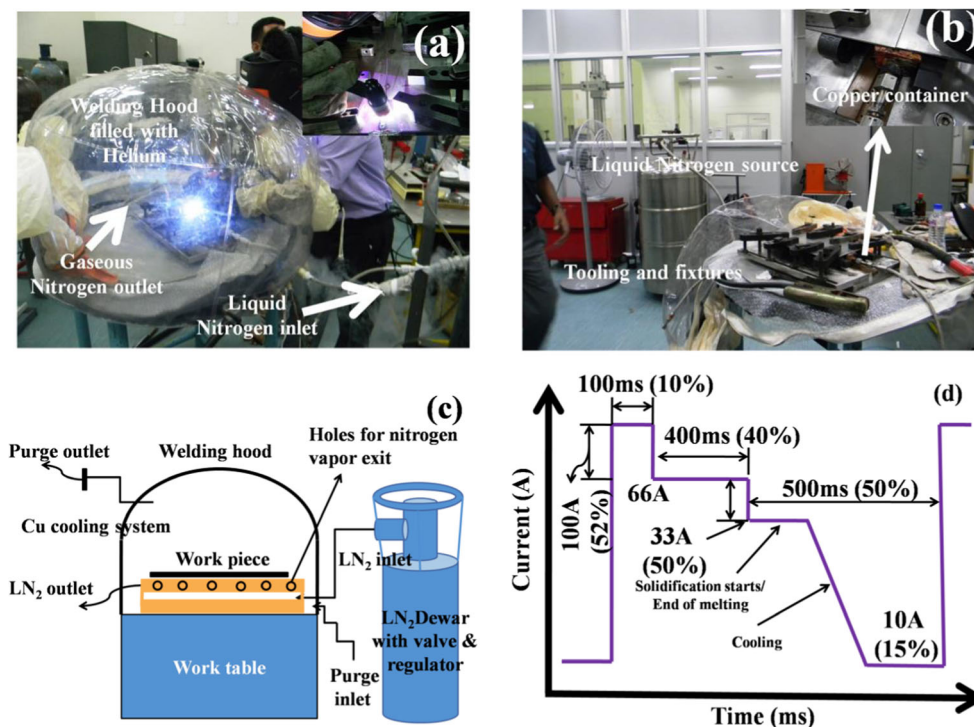 (a)
Welding Hood
filled with
Helium
Gaseous
Nitrogen outlet
Liquid
Nitrogen inlet
(b)
Copper container
Liquid Nitrogen source
Tooling and fixtures
(c)
Welding hood
Holes for nitrogen
vapor exit
Purge outlet
Cu cooling system
Work piece
LN2 inlet
LN2 outlet
LN2Dewar
with valve &
regulator
Work table
Purge
inlet
(d)
100ms (10%)
400ms (40%)
500ms (50%)
66A
100A
(52%)
33A
(50%)
Solidification starts/
End of melting
Cooling
10A
(15%)
Current (A)
Time (ms)